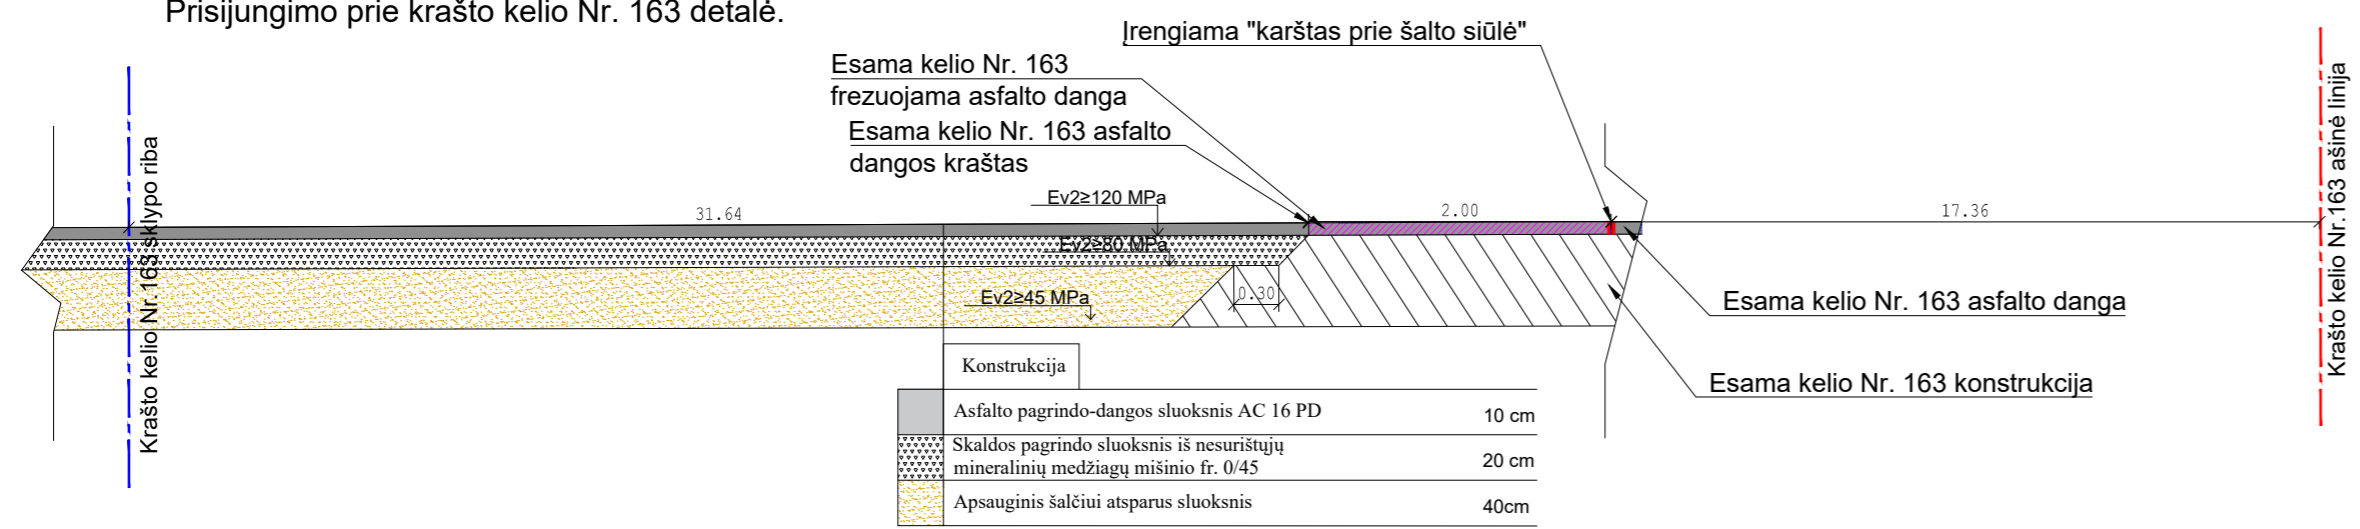 Prisijungimo prie krašto kelio Nr. 163 detalė.
Įrengiama "karštas prie šalto siūlė"
Esama kelio Nr. 163
frezuojama asfalto danga
Esama kelio Nr. 163 asfalto
dangos kraštas
Krašto kelio Nr.163 sklypo riba
31.64
Ev2≥120 MPa
2.00
17.36
Krašto kelio Nr.163 ašinė linija
Ev2≥80 MPa
Ev2≥45 MPa
0.30
Esama kelio Nr. 163 asfalto danga
Esama kelio Nr. 163 konstrukcija
Konstrukcija
Asfalto pagrindo-dangos sluoksnis AC 16 PD 10 cm
Skaldos pagrindo sluoksnis iš nesurištųjų
mineralinių medžiagų mišinio fr. 0/45 20 cm
Apsauginis šalčiui atsparus sluoksnis 40cm